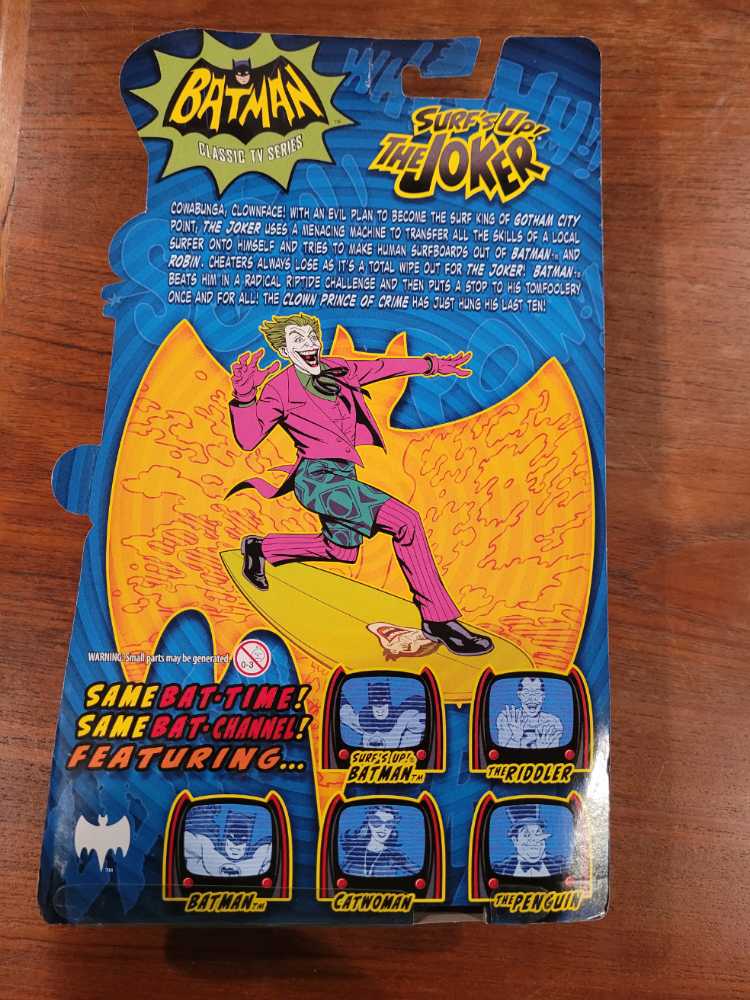 BATMAN™
CLASSIC TV SERIES
SURF'S UP!
THE JOKER
COWABUNGA, CLOWNFACE! WITH AN EVIL PLAN TO BECOME THE SURF KING OF GOTHAM CITY
POINT, THE JOKER USES A MENACING MACHINE TO TRANSFER ALL THE SKILLS OF A LOCAL
SURFER ONTO HIMSELF AND TRIES TO MAKE HUMAN SURFBOARDS OUT OF BATMAN™ AND
ROBIN. CHEATERS ALWAYS LOSE AS IT'S A TOTAL WIPE OUT FOR THE JOKER! BATMAN™
BEATS HIM IN A RADICAL RIPTIDE CHALLENGE AND THEN PUTS A STOP TO HIS TOMFOOLERY
ONCE AND FOR ALL! THE CLOWN PRINCE OF CRIME HAS JUST HUNG HIS LAST TEN!
WARNING: Small parts may be generated.
0-3
SAME BAT-TIME!
SAME BAT-CHANNEL!
FEATURING...
SURF'S UP!
BATMAN™
THE RIDDLER
BATMAN™
CATWOMAN
THE PENGUIN